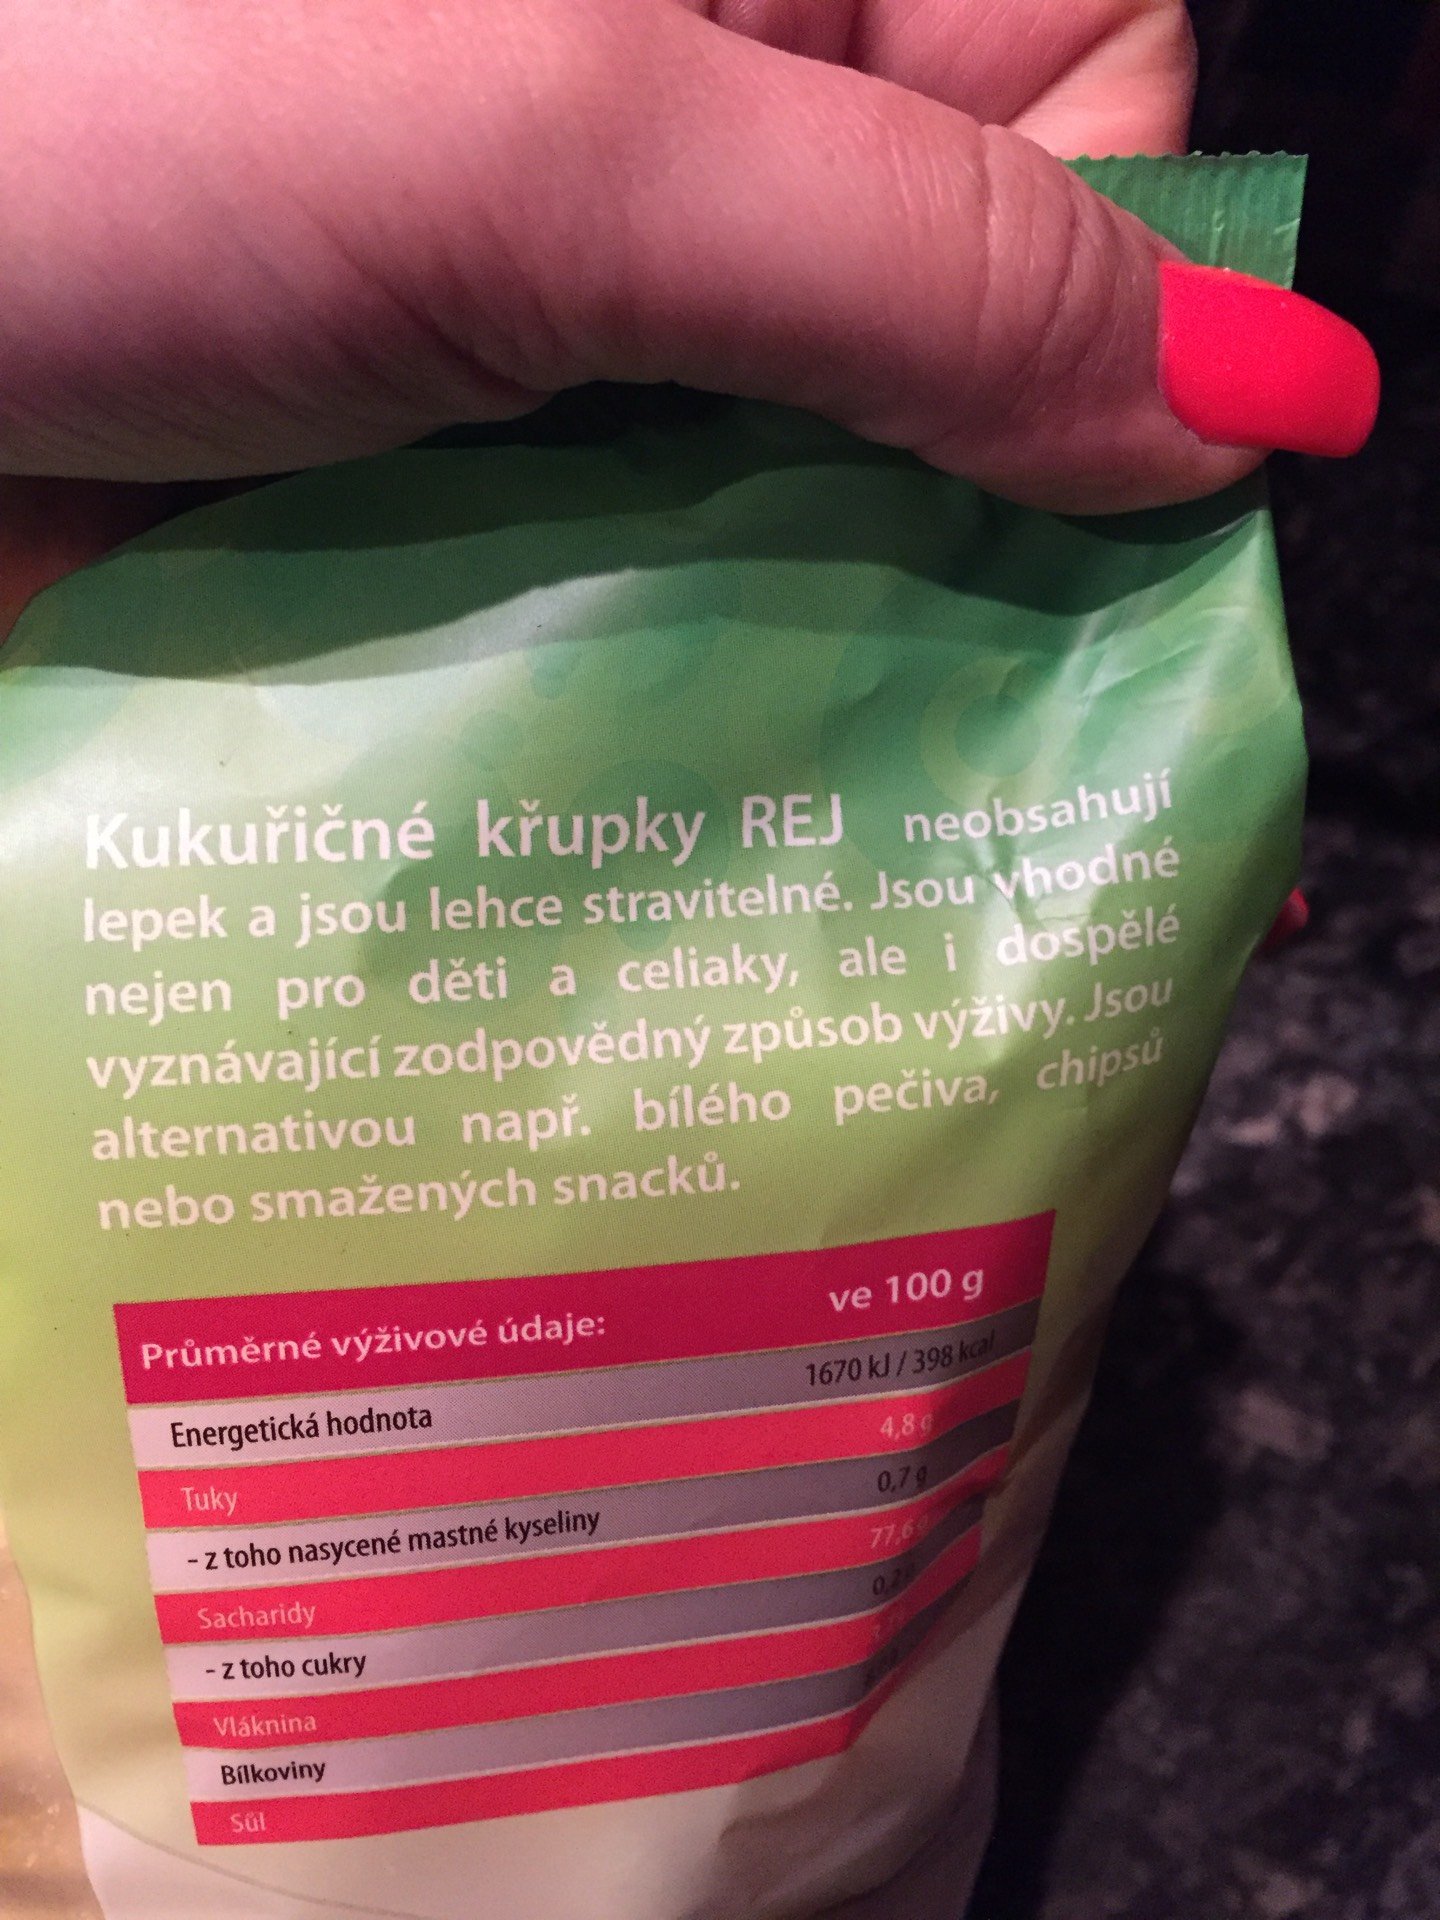 Kukuřičné křupky REJ neobsahují
lepek a jsou lehce stravitelné. Jsou vhodné
nejen pro děti a celiaky, ale i dospělé
vyznávající zodpovědný způsob výživy. Jsou
alternativou např. bílého pečiva, chipsů
nebo smažených snacků.
Průměrné výživové údaje: ve 100 g
Energetická hodnota 1670 kJ / 398 kcal
Tuky 4,8 g
- z toho nasycené mastné kyseliny 0,7 g
Sacharidy 77,6 g
- z toho cukry
Vláknina
Bílkoviny
Sůl